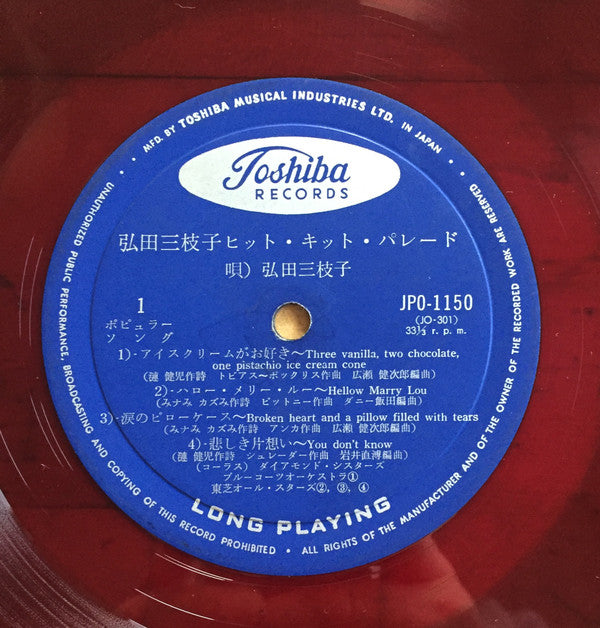 MFD. BY TOSHIBA MUSICAL INDUSTRIES LTD. IN JAPAN •
Toshiba
RECORDS
弘田三枝子ヒット・キット・パレード
唄) 弘田三枝子
1
ポピュラー
ソング
JPO-1150
(JO-301)
33⅓ r. p. m.
1)-アイスクリームがお好き～Three vanilla, two chocolate,
one pistachio ice cream cone
(漣 健児作詩 トビアス～ボックリス作曲 広瀬 健次郎編曲)
2)-ハロー・メリー・ルー～Hellow Marry Lou
(みナみ カズみ作詩 ピットニー作曲 ダニー飯田編曲)
3)-涙のピローケース～Broken heart and a pillow filled with tears
(みナみ カズみ作詩 アンカ作曲 広瀬 健次郎編曲)
4)-悲しき片想い～You don't know
(漣 健児作詩 シュレーダー作曲 岩井直溥編曲)
(コーラス) ダイアモンド・シスターズ
ブルーコーツオーケストラ①
東芝オール・スターズ②, ③, ④
LONG PLAYING
UNAUTHORIZED PUBLIC PERFORMANCE, BROADCASTING AND COPYING OF THIS RECORD PROHIBITED • ALL RIGHTS OF THE MANUFACTURER AND OF THE OWNER OF THE RECORDED WORK ARE RESERVED